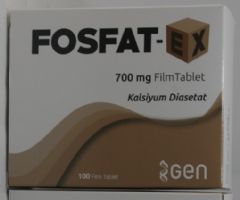 FOSFAT-EX
700 mg FilmTablet
Kalsiyum Diasetat
100 Film Tablet
GEN